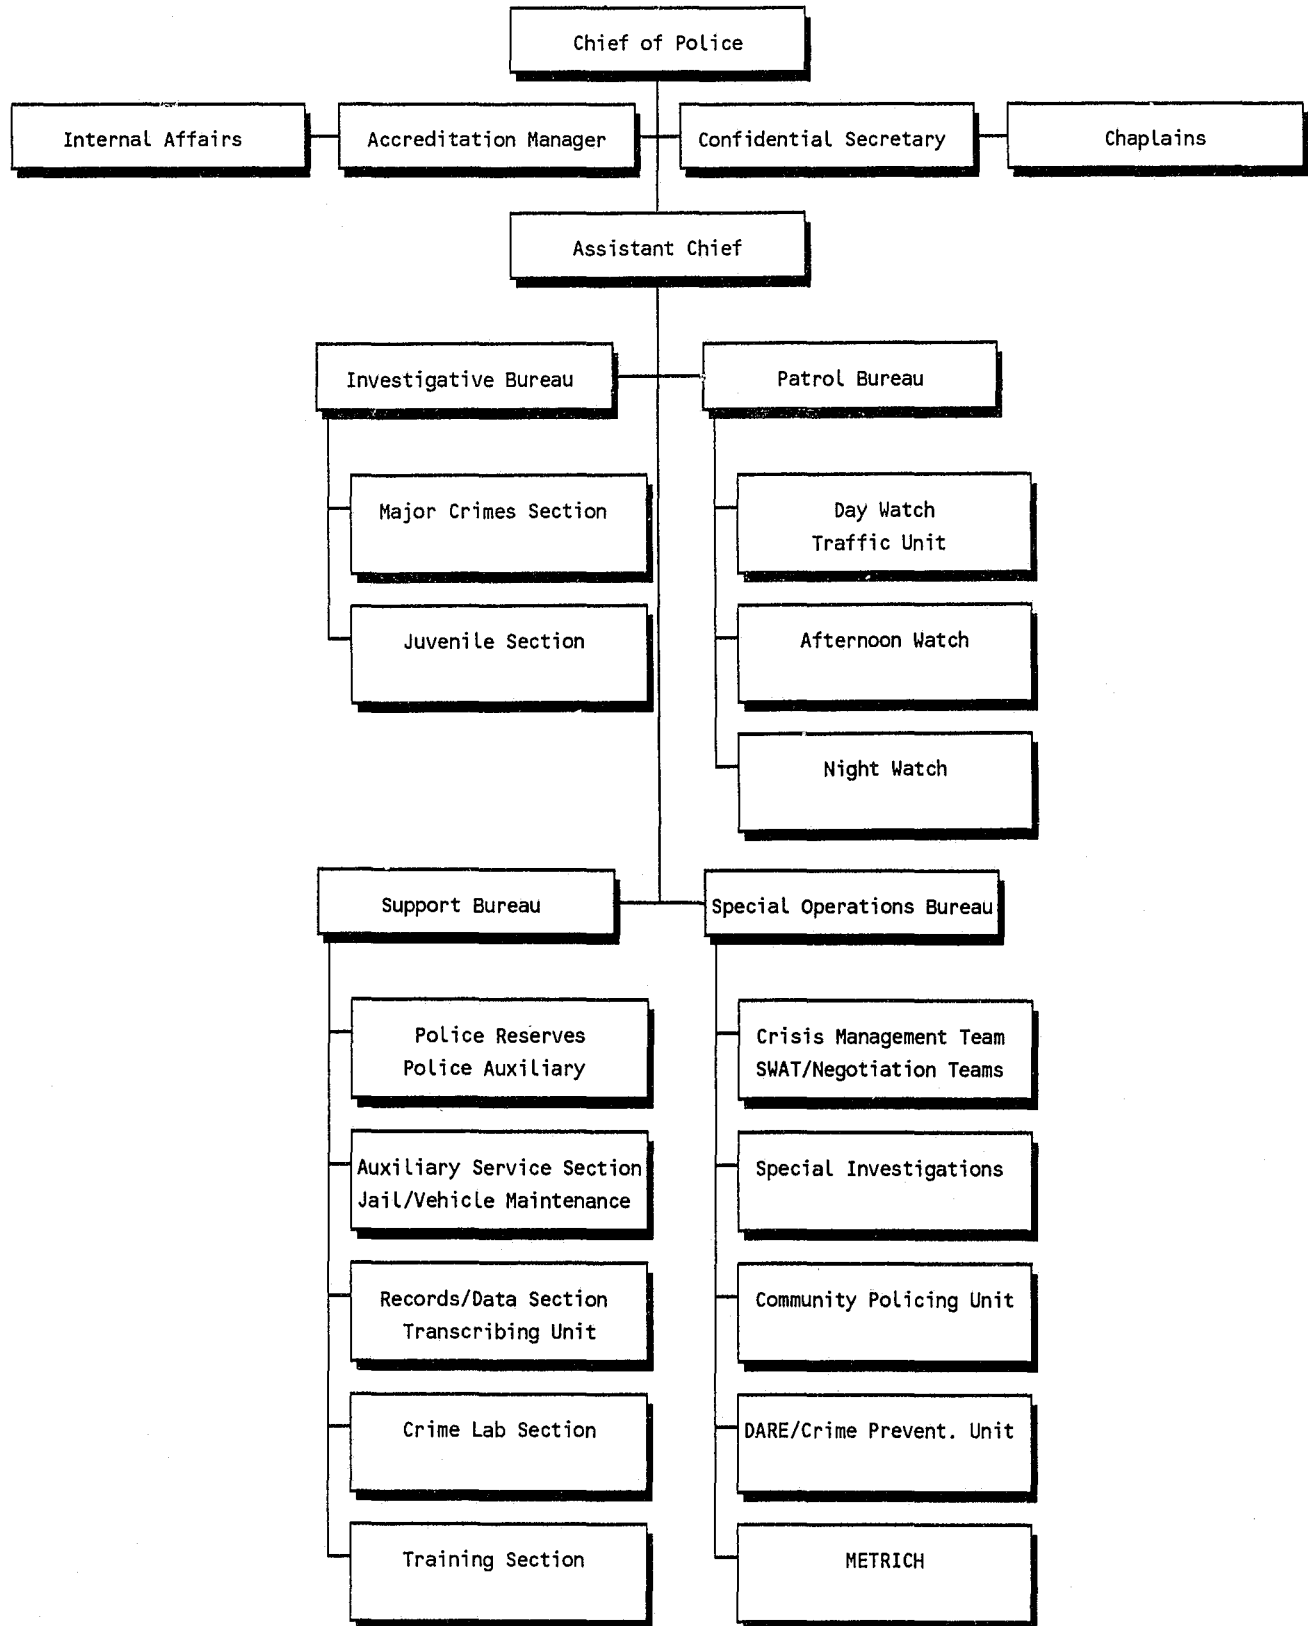 Chief of Police
Internal Affairs
Accreditation Manager
Confidential Secretary
Chaplains
Assistant Chief
Investigative Bureau
Patrol Bureau
Major Crimes Section
Day Watch
Traffic Unit
Juvenile Section
Afternoon Watch
Night Watch
Support Bureau
Special Operations Bureau
Police Reserves
Police Auxiliary
Crisis Management Team
SWAT/Negotiation Teams
Auxiliary Service Section
Jail/Vehicle Maintenance
Special Investigations
Records/Data Section
Transcribing Unit
Community Policing Unit
Crime Lab Section
DARE/Crime Prevent. Unit
Training Section
METRICH